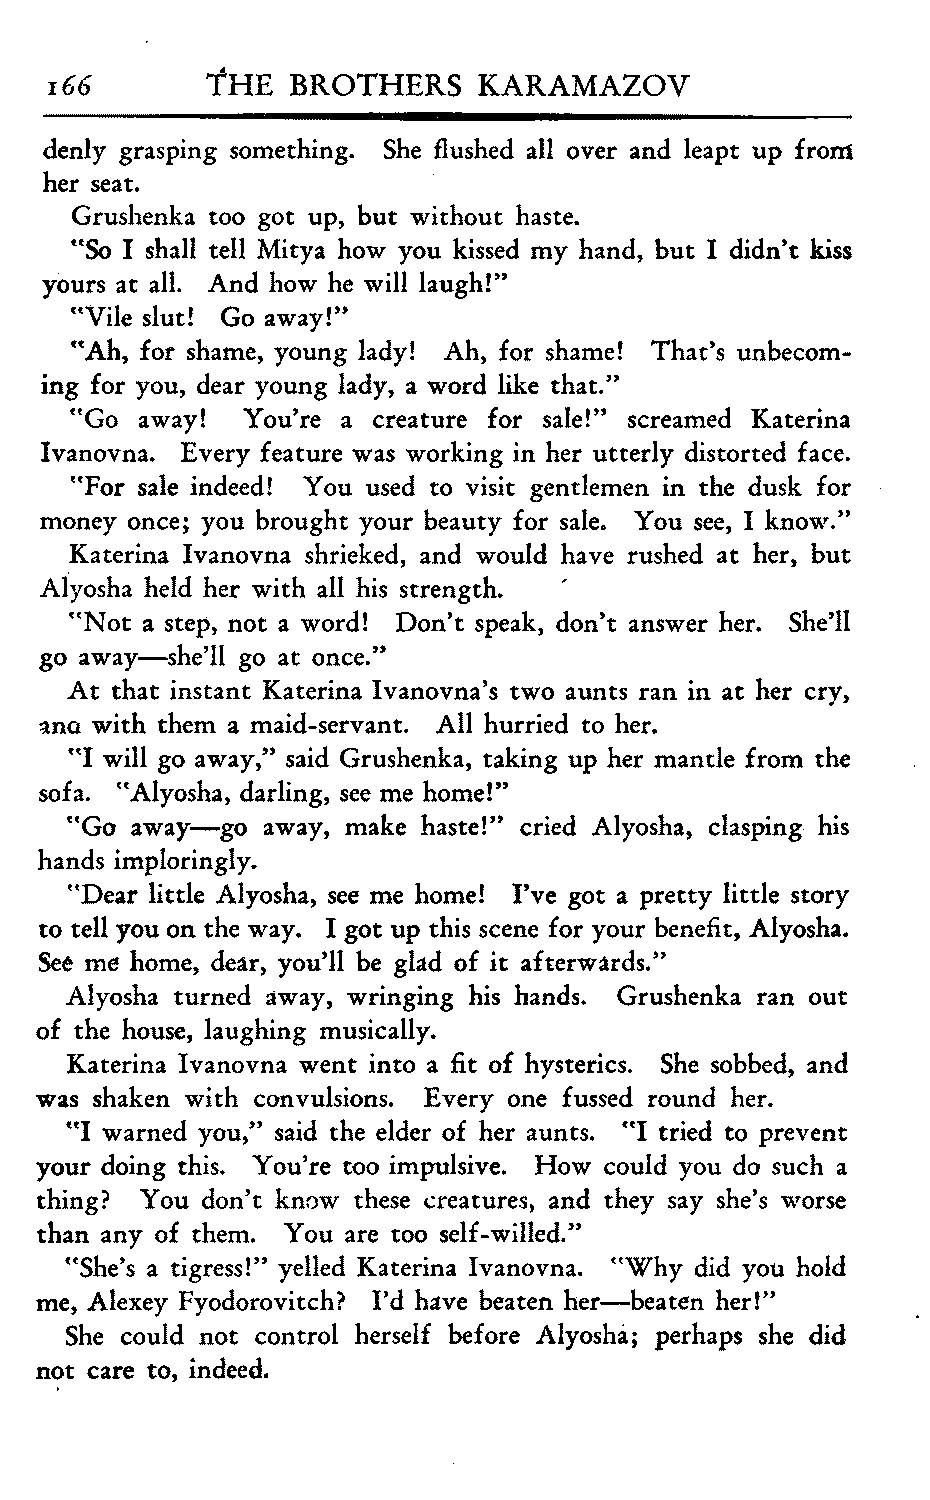 166 THE BROTHERS KARAMAZOV
denly grasping something. She flushed all over and leapt up from
her seat.
Grushenka too got up, but without haste.
"So I shall tell Mitya how you kissed my hand, but I didn't kiss
yours at all. And how he will laugh!"
"Vile slut! Go away!"
"Ah, for shame, young lady! Ah, for shame! That's unbecom-
ing for you, dear young lady, a word like that."
"Go away! You're a creature for sale!" screamed Katerina
Ivanovna. Every feature was working in her utterly distorted face.
"For sale indeed! You used to visit gentlemen in the dusk for
money once; you brought your beauty for sale. You see, I know."
Katerina Ivanovna shrieked, and would have rushed at her, but
Alyosha held her with all his strength.
"Not a step, not a word! Don't speak, don't answer her. She'll
go away—she'll go at once."
At that instant Katerina Ivanovna's two aunts ran in at her cry,
and with them a maid-servant. All hurried to her.
"I will go away," said Grushenka, taking up her mantle from the
sofa. "Alyosha, darling, see me home!"
"Go away—go away, make haste!" cried Alyosha, clasping his
hands imploringly.
"Dear little Alyosha, see me home! I've got a pretty little story
to tell you on the way. I got up this scene for your benefit, Alyosha.
See me home, dear, you'll be glad of it afterwards."
Alyosha turned away, wringing his hands. Grushenka ran out
of the house, laughing musically.
Katerina Ivanovna went into a fit of hysterics. She sobbed, and
was shaken with convulsions. Every one fussed round her.
"I warned you," said the elder of her aunts. "I tried to prevent
your doing this. You're too impulsive. How could you do such a
thing? You don't know these creatures, and they say she's worse
than any of them. You are too self-willed."
"She's a tigress!" yelled Katerina Ivanovna. "Why did you hold
me, Alexey Fyodorovitch? I'd have beaten her—beaten her!"
She could not control herself before Alyosha; perhaps she did
not care to, indeed.